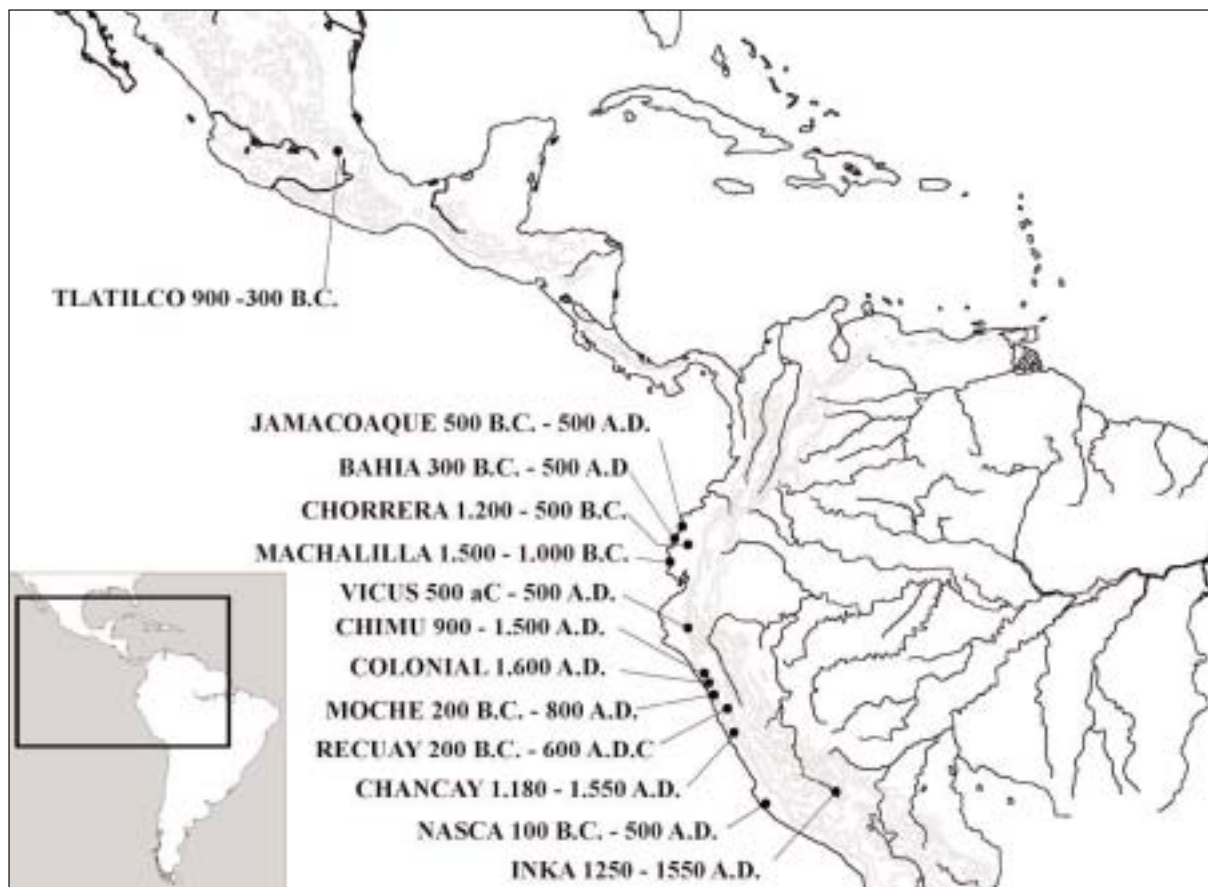 TLATILCO 900 -300 B.C.
JAMACOAQUE 500 B.C. - 500 A.D.
BAHIA 300 B.C. - 500 A.D
CHORRERA 1.200 - 500 B.C.
MACHALILLA 1.500 - 1.000 B.C.
VICUS 500 aC - 500 A.D.
CHIMU 900 - 1.500 A.D.
COLONIAL 1.600 A.D.
MOCHE 200 B.C. - 800 A.D.
RECUAY 200 B.C. - 600 A.D.C
CHANCAY 1.180 - 1.550 A.D.
NASCA 100 B.C. - 500 A.D.
INKA 1250 - 1550 A.D.